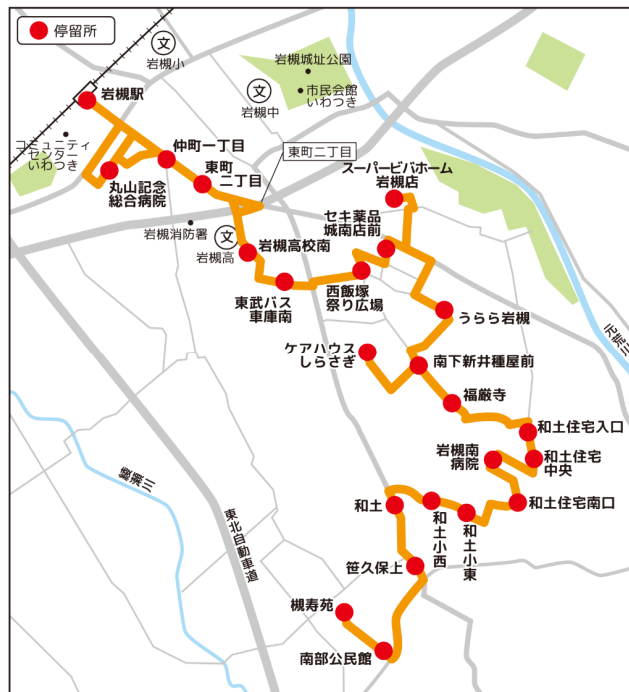 停留所
文
岩槻小
岩槻城址公園
市民会館
いわつき
文
岩槻中
岩槻駅
コミュニティ
センター
いわつき
仲町一丁目
東町二丁目
丸山記念
総合病院
東町
二丁目
スーパービバホーム
岩槻店
岩槻消防署
文
岩槻高
セキ薬品
城南店前
岩槻高校南
東武バス
車庫南
西飯塚
祭り広場
うらら岩槻
元荒川
ケアハウス
しらさぎ
南下新井種屋前
福厳寺
和土住宅入口
岩槻南
病院
和土住宅
中央
綾瀬川
東北自動車道
和土
和土小西
和土小東
和土住宅南口
笹久保上
槻寿苑
南部公民館